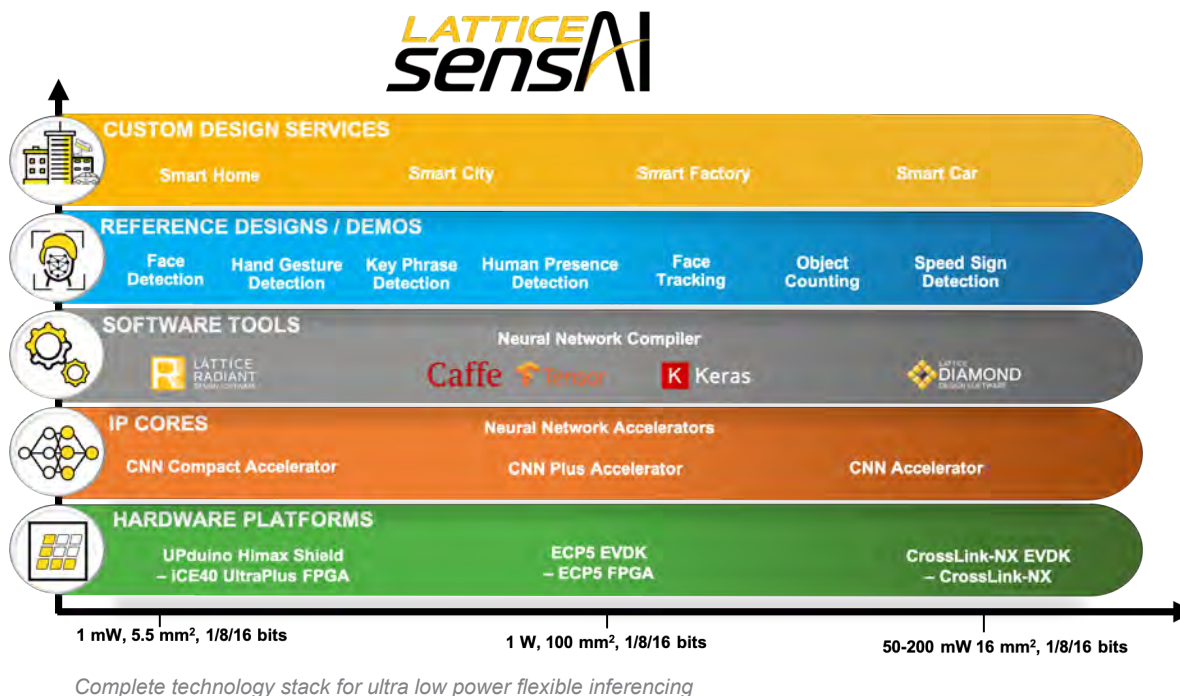 LATTICE
sensAI
CUSTOM DESIGN SERVICES
Smart Home Smart City Smart Factory Smart Car
REFERENCE DESIGNS / DEMOS
Face Detection
Hand Gesture Detection
Key Phrase Detection
Human Presence Detection
Face Tracking
Object Counting
Speed Sign Detection
SOFTWARE TOOLS
Neural Network Compiler
LATTICE
RADIANT
DESIGN SOFTWARE
Caffe
Tensor
K Keras
LATTICE
DIAMOND
DESIGN SOFTWARE
IP CORES
Neural Network Accelerators
CNN Compact Accelerator CNN Plus Accelerator CNN Accelerator
HARDWARE PLATFORMS
UPduino Himax Shield
– iCE40 UltraPlus FPGA
ECP5 EVDK
– ECP5 FPGA
CrossLink-NX EVDK
– CrossLink-NX
1 mW, 5.5 mm², 1/8/16 bits
1 W, 100 mm², 1/8/16 bits
50-200 mW 16 mm², 1/8/16 bits
Complete technology stack for ultra low power flexible inferencing